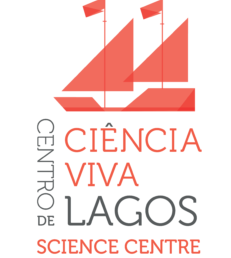 CENTRO DE
CIÊNCIA
VIVA
LAGOS
SCIENCE CENTRE